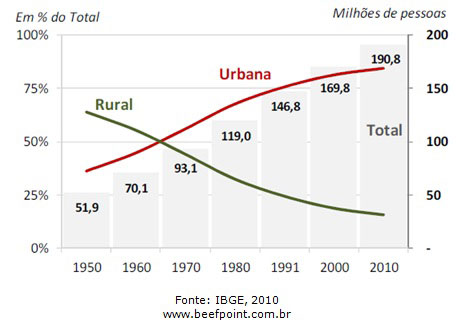 Em % do Total
Milhões de pessoas
100%
75%
50%
25%
0%
200
150
100
50
-
Rural
Urbana
Total
51,9
70,1
93,1
119,0
146,8
169,8
190,8
1950 1960 1970 1980 1991 2000 2010
Fonte: IBGE, 2010
www.beefpoint.com.br